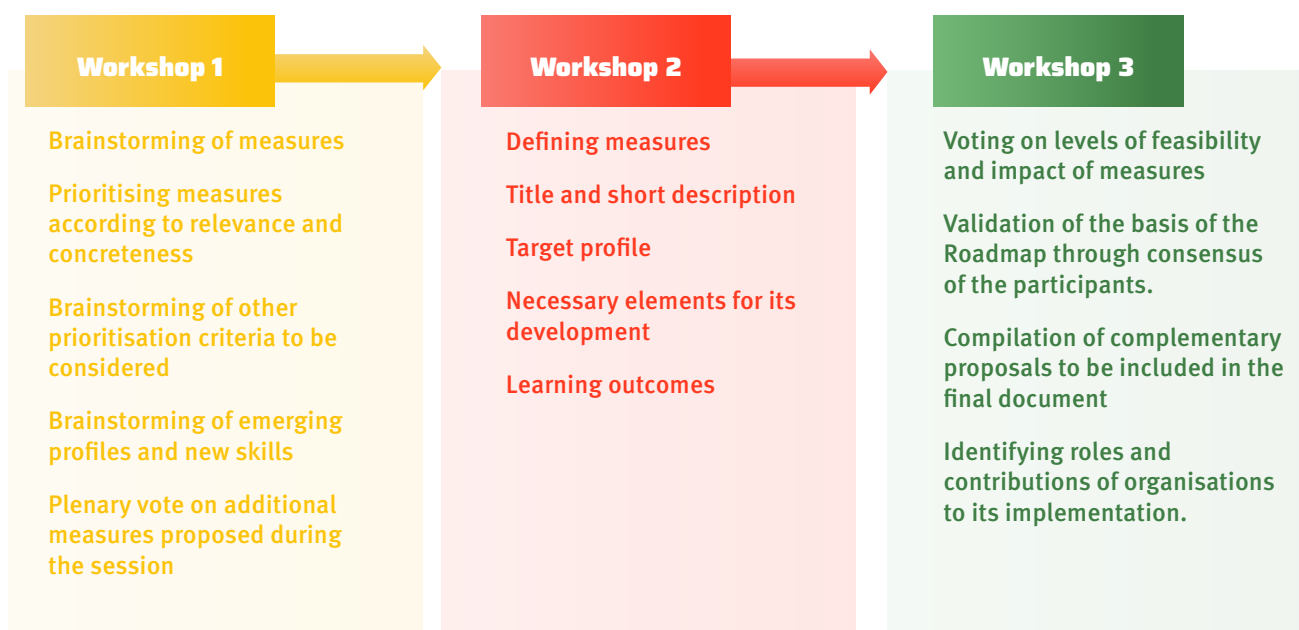 Workshop 1
Brainstorming of measures
Prioritising measures
according to relevance and
concreteness
Brainstorming of other
prioritisation criteria to be
considered
Brainstorming of emerging
profiles and new skills
Plenary vote on additional
measures proposed during
the session
Workshop 2
Defining measures
Title and short description
Target profile
Necessary elements for its
development
Learning outcomes
Workshop 3
Voting on levels of feasibility
and impact of measures
Validation of the basis of the
Roadmap through consensus
of the participants.
Compilation of complementary
proposals to be included in the
final document
Identifying roles and
contributions of organisations
to its implementation.